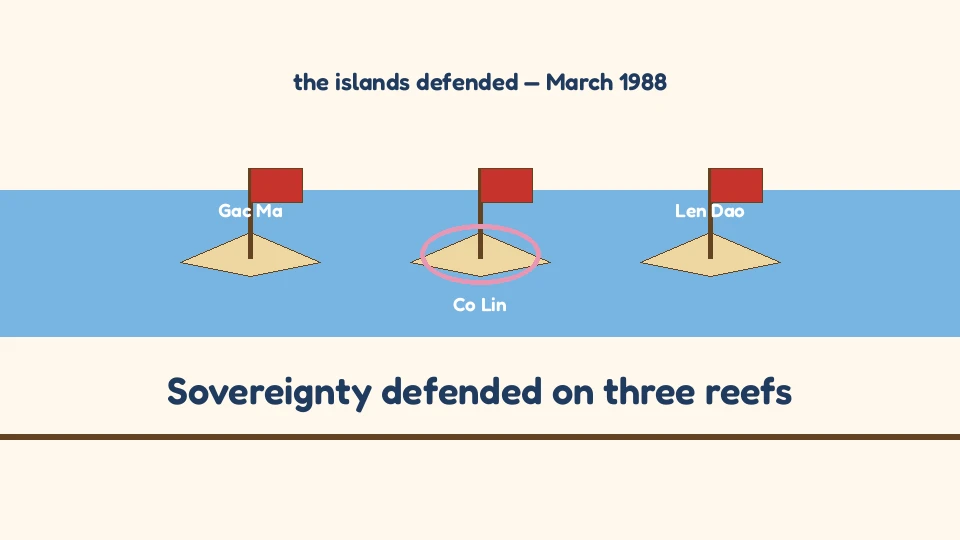 the islands defended — March 1988
Gac Ma
Len Dao
Co Lin
Sovereignty defended on three reefs